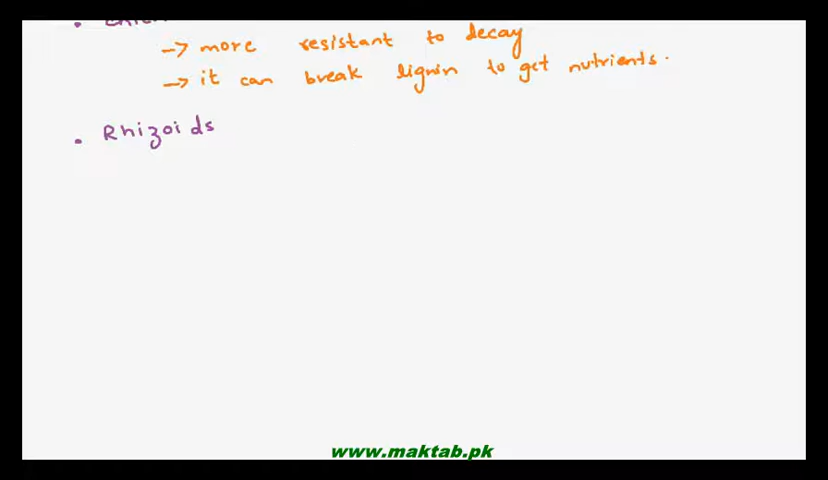 -> more resistant to decay
-> it can break lignin to get nutrients.
• Rhizoids
www.maktab.pk